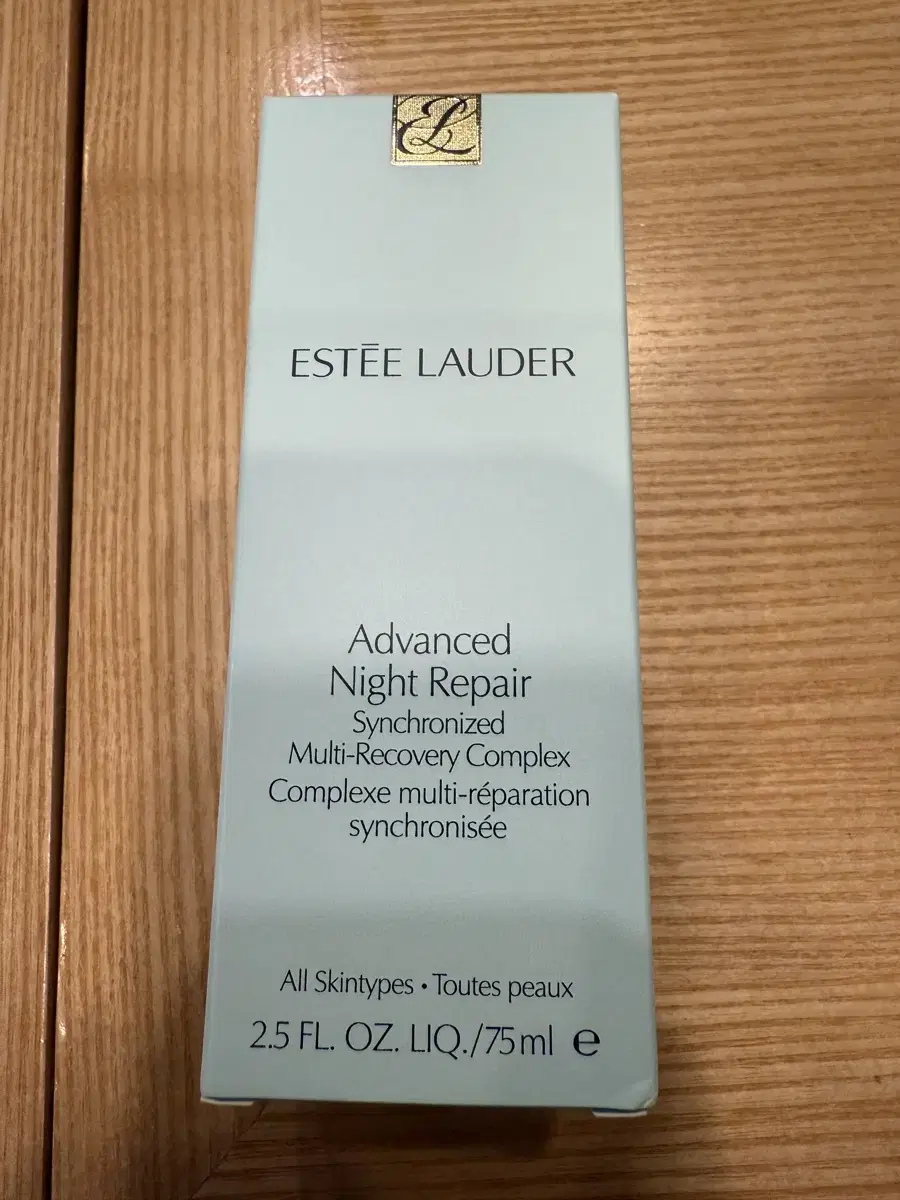 EL
ESTĒE LAUDER
Advanced
Night Repair
Synchronized
Multi-Recovery Complex
Complexe multi-réparation
synchronisée
All Skintypes • Toutes peaux
2.5 FL. OZ. LIQ./75ml ℮